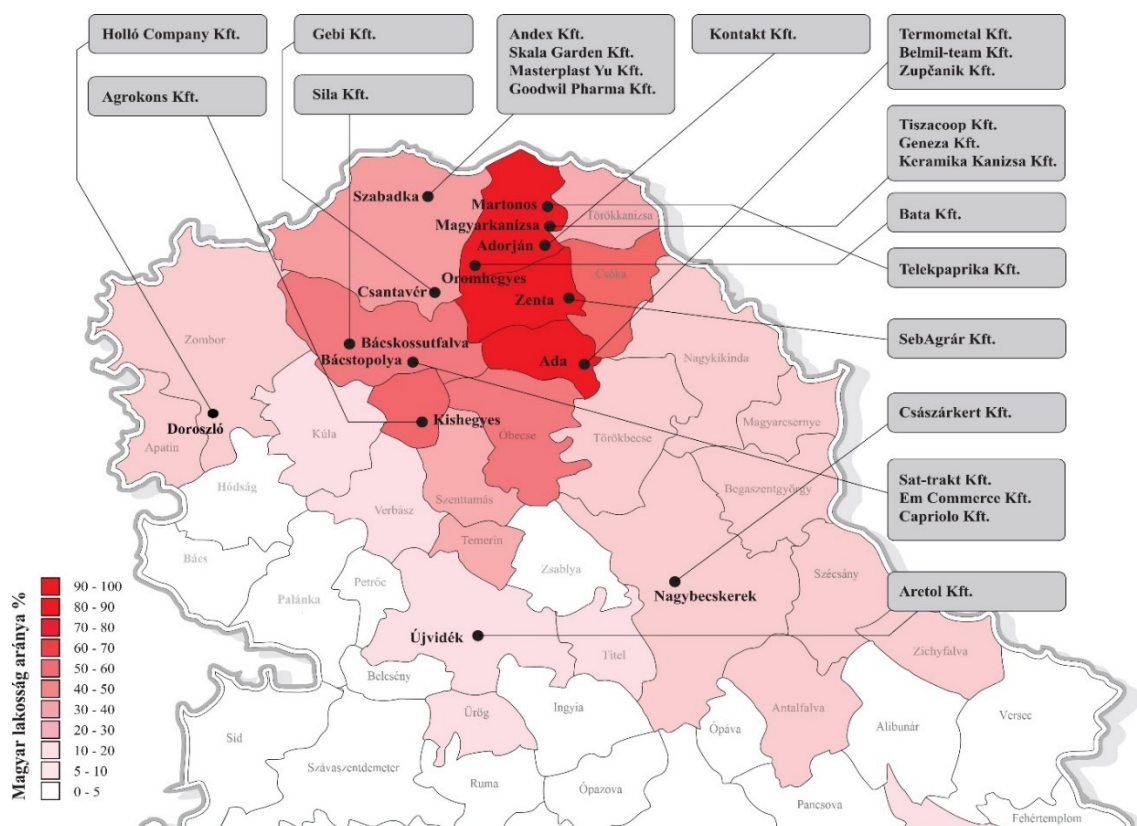 Holló Company Kft.
Gebi Kft.
Andex Kft.
Skala Garden Kft.
Masterplast Yu Kft.
Goodwil Pharma Kft.
Kontakt Kft.
Termometal Kft.
Belmil-team Kft.
Zupčanik Kft.
Agrokons Kft.
Sila Kft.
Tiszacoop Kft.
Geneza Kft.
Keramika Kanizsa Kft.
Bata Kft.
Telekpaprika Kft.
SebAgrár Kft.
Császárkert Kft.
Sat-trakt Kft.
Em Commerce Kft.
Capriolo Kft.
Aretol Kft.
Szabadka
Martonos
Törökkanizsa
Magyarkanizsa
Adorján
Oromhegyes
Csóka
Csantavér
Zenta
Zombor
Bácskossutfalva
Bácstopolya
Ada
Nagykikinda
Doroszló
Kishegyes
Apatin
Kúla
Óbecse
Törökbecse
Magyarcsernye
Hódság
Szenttamás
Begaszentgyörgy
Verbász
Temerin
Bács
Petrőc
Zsablya
Szécsány
Palánka
Nagybecskerek
Újvidék
Titel
Zichyfalva
Belcsény
Ürög
Ingyia
Ópáva
Antalfalva
Alibunár
Versec
Sid
Szávaszentdemeter
Ruma
Ópazova
Pancsova
Fehértemplom
Magyar lakosság aránya %
90 - 100
80 - 90
70 - 80
60 - 70
50 - 60
40 - 50
30 - 40
20 - 30
10 - 20
5 - 10
0 - 5